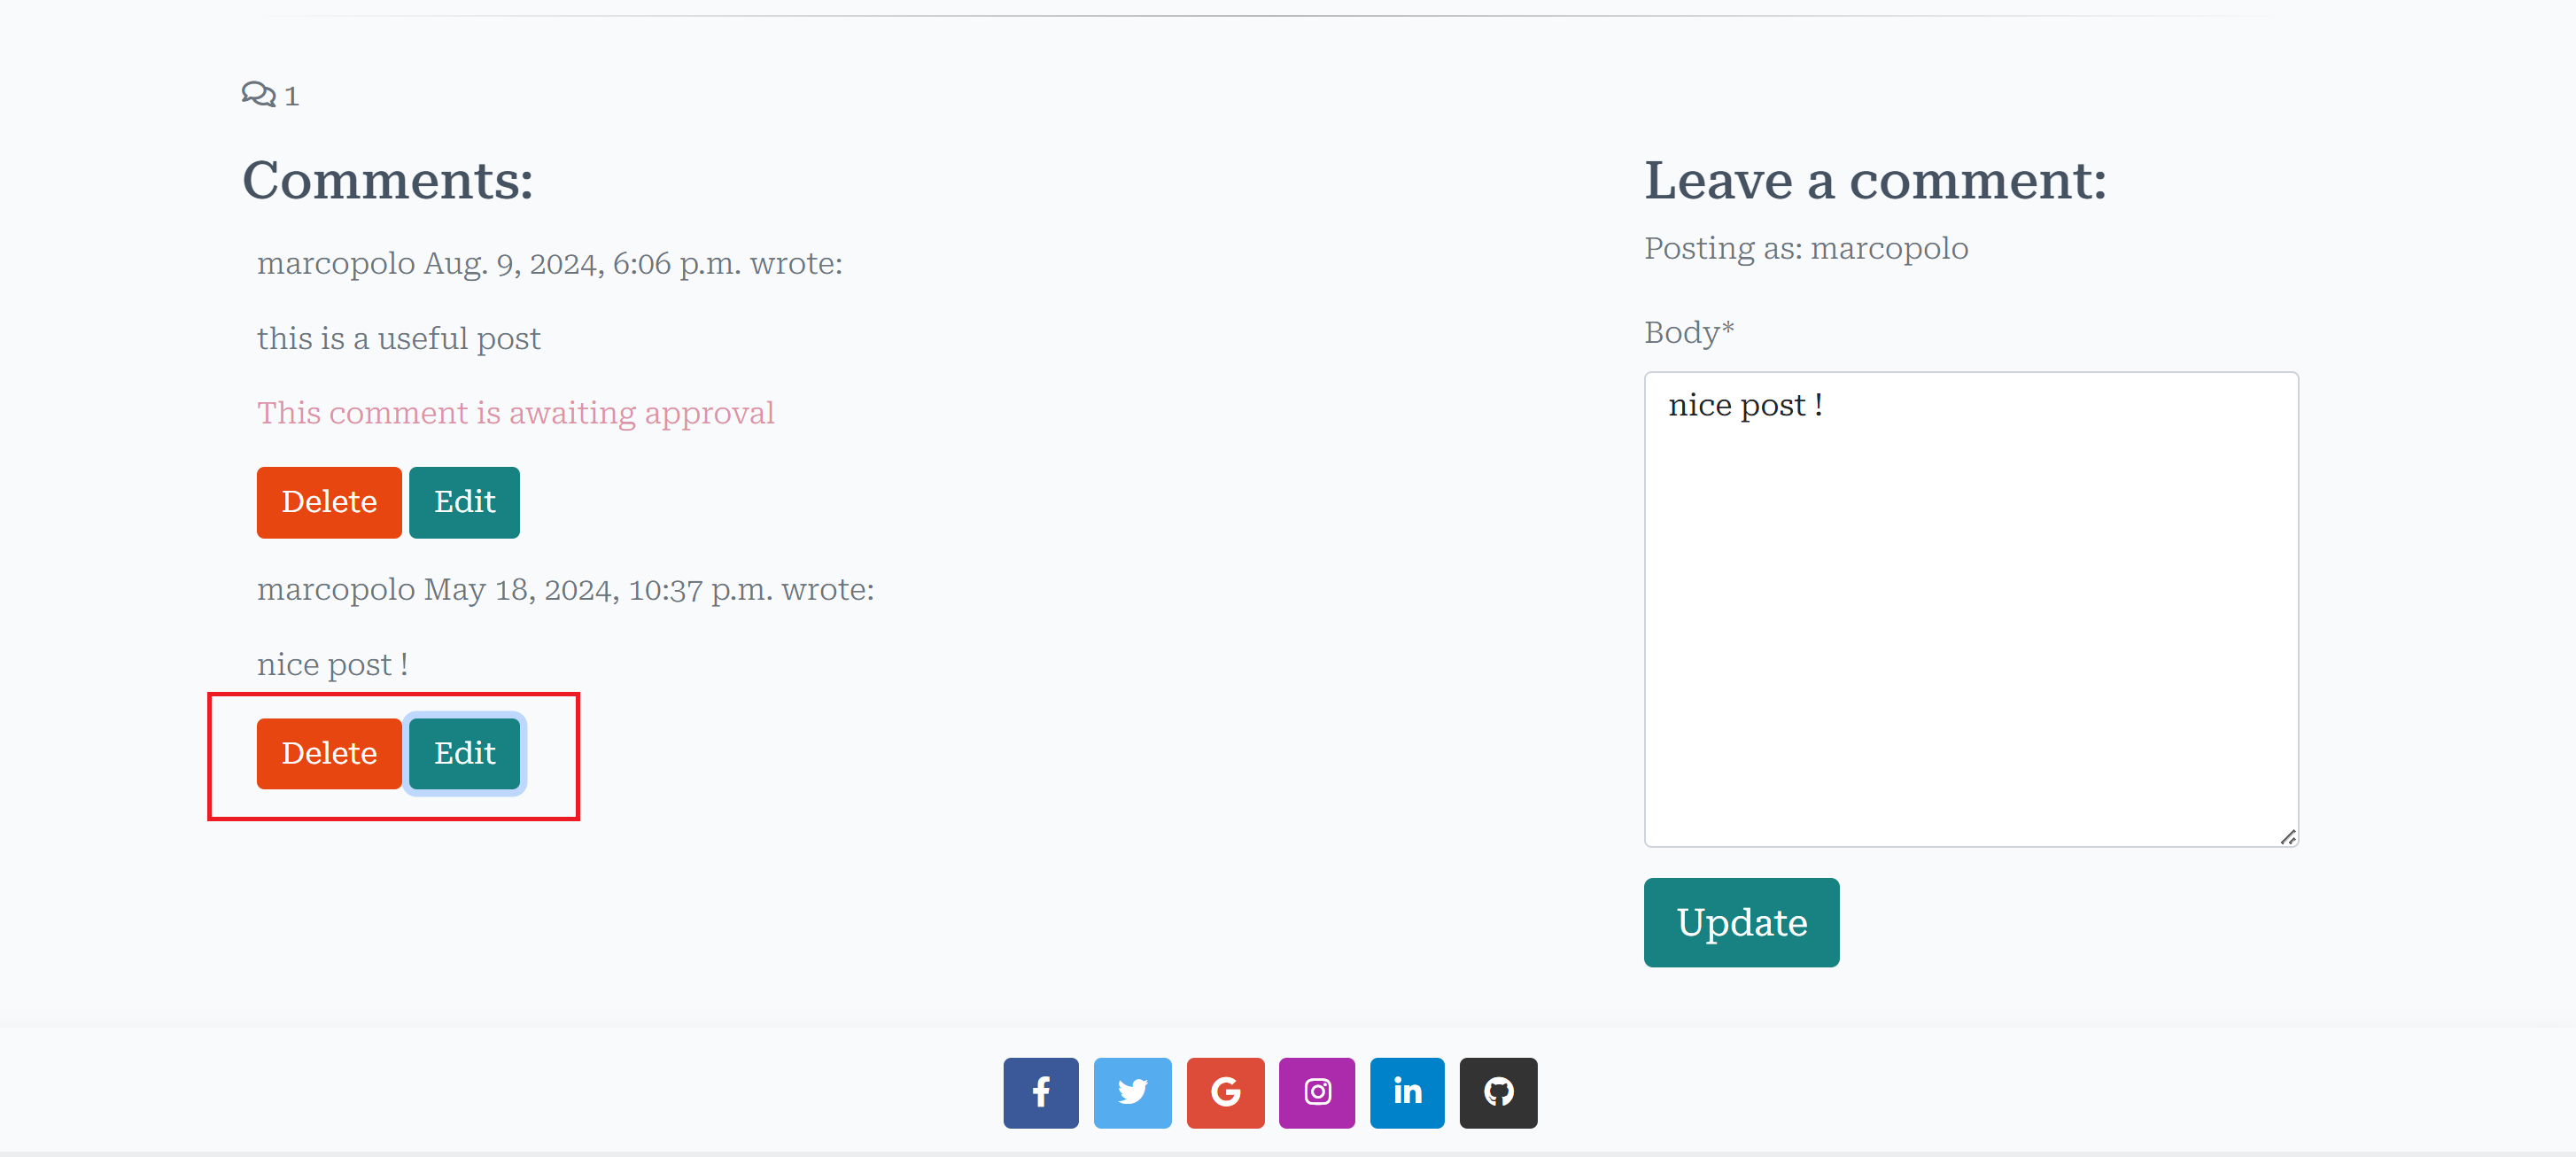 1
Comments:
marcopolo Aug. 9, 2024, 6:06 p.m. wrote:
this is a useful post
This comment is awaiting approval
Delete Edit
marcopolo May 18, 2024, 10:37 p.m. wrote:
nice post !
Delete Edit
Leave a comment:
Posting as: marcopolo
Body*
nice post !
Update